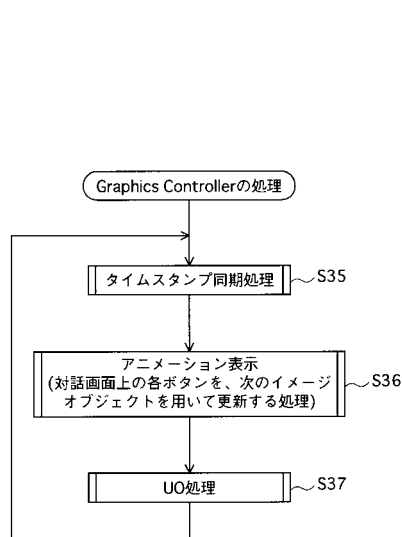 Graphics Controllerの処理
タイムスタンプ同期処理
S35
アニメーション表示
(対話画面上の各ボタンを、次のイメージ
オブジェクトを用いて更新する処理)
S36
UO処理
S37